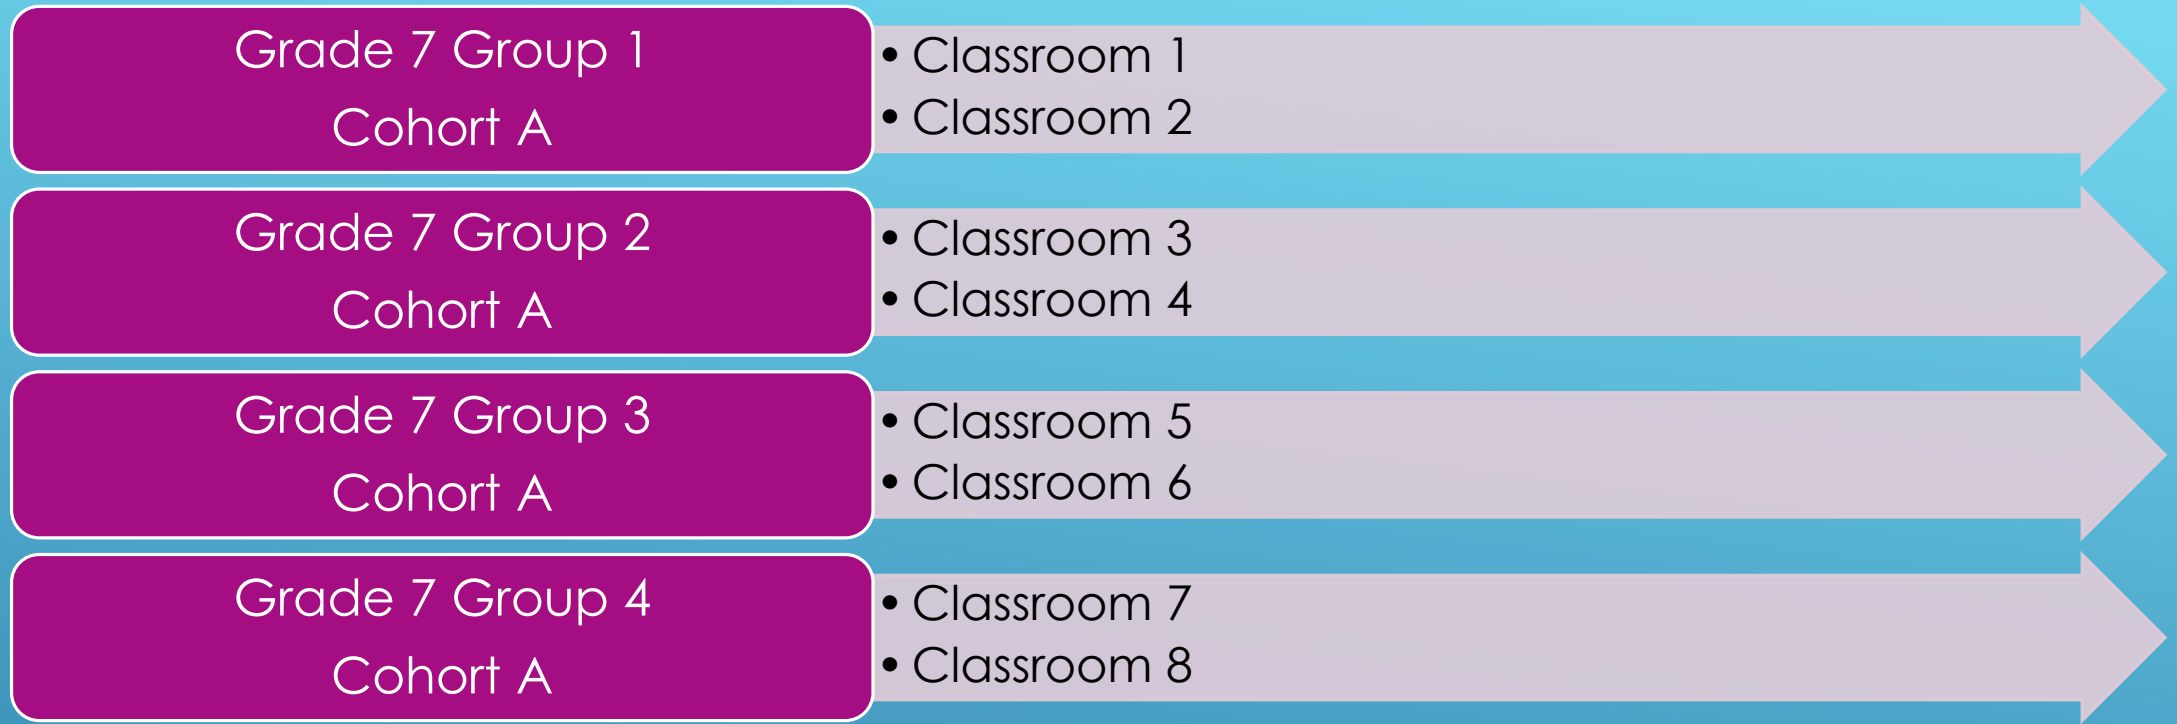 Grade 7 Group 1
Cohort A
• Classroom 1
• Classroom 2
Grade 7 Group 2
Cohort A
• Classroom 3
• Classroom 4
Grade 7 Group 3
Cohort A
• Classroom 5
• Classroom 6
Grade 7 Group 4
Cohort A
• Classroom 7
• Classroom 8